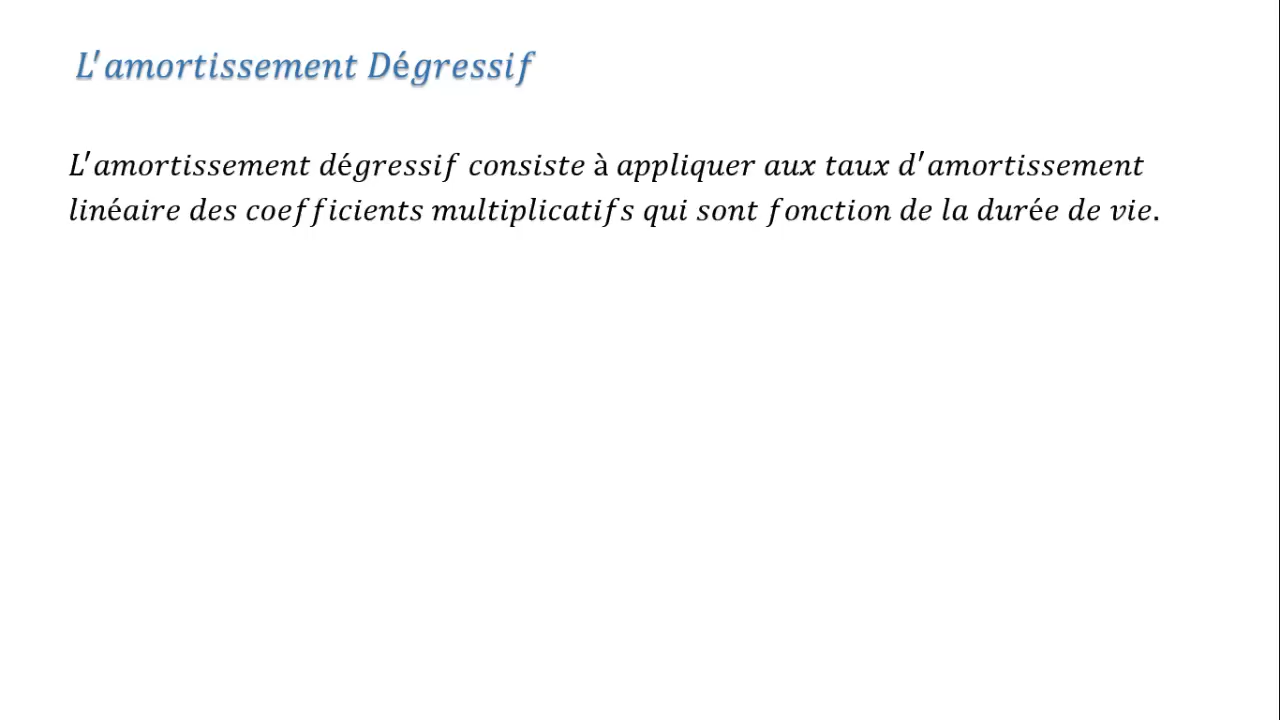 L'amortissement Dégressif
L'amortissement dégressif consiste à appliquer aux taux d'amortissement
linéaire des coefficients multiplicatifs qui sont fonction de la durée de vie.